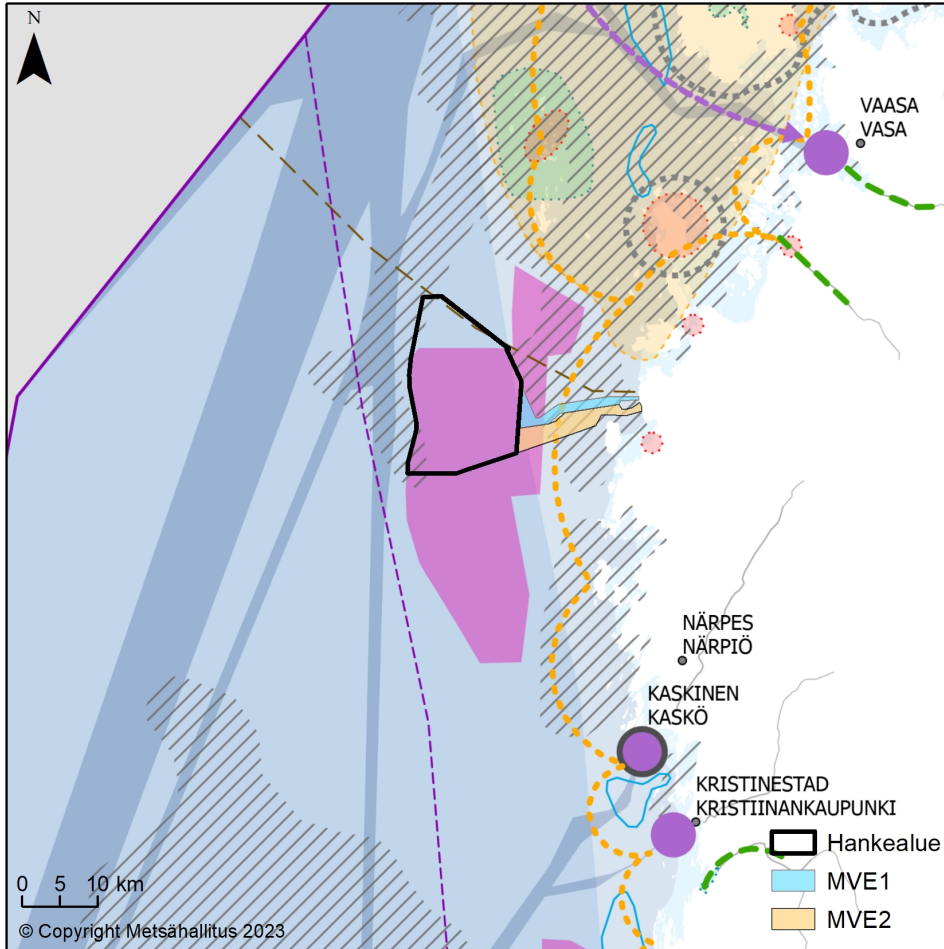 N
VAASA
VASA
NÄRPES
NÄRPIÖ
KASKINEN
KASKÖ
KRISTINESTAD
KRISTIINANKAUPUNKI
Hankealue
MVE1
MVE2
0 5 10 km
© Copyright Metsähallitus 2023